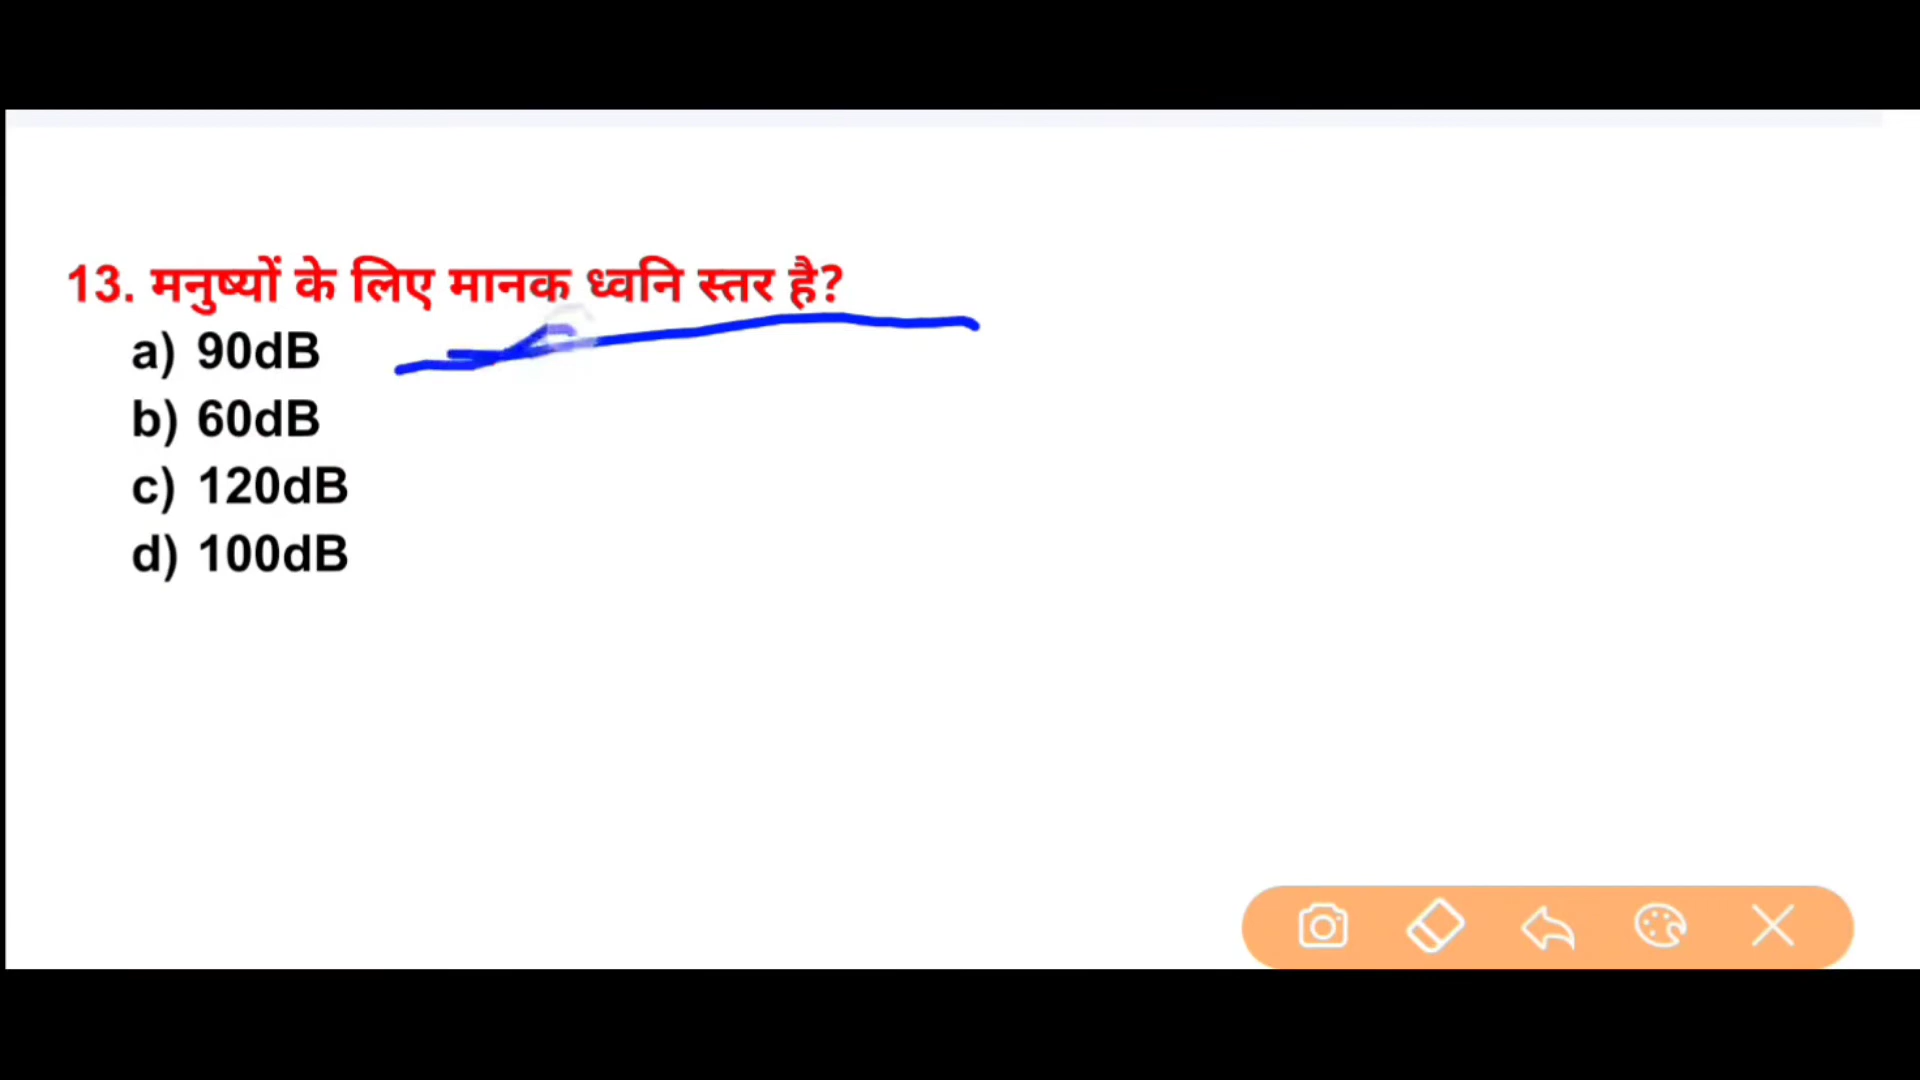 13. मनुष्यों के लिए मानक ध्वनि स्तर है?
a) 90dB
b) 60dB
c) 120dB
d) 100dB